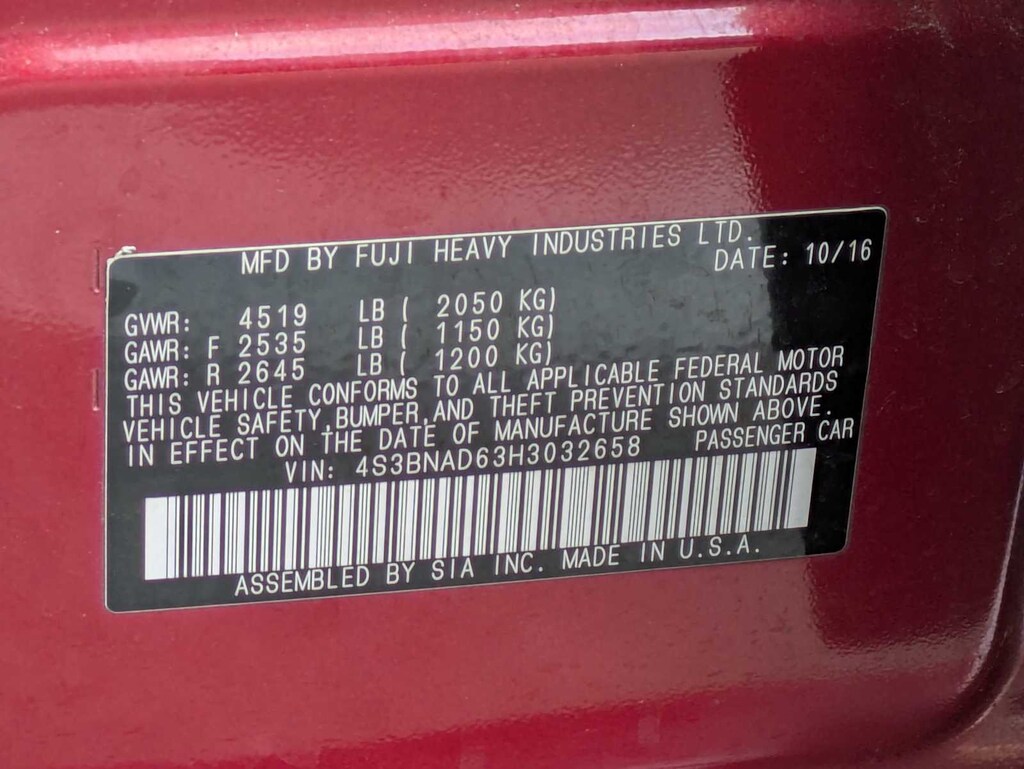 MFD BY FUJI HEAVY INDUSTRIES LTD.
DATE: 10/16
GVWR: 4519 LB ( 2050 KG)
GAWR: F 2535 LB ( 1150 KG)
GAWR: R 2645 LB ( 1200 KG)
THIS VEHICLE CONFORMS TO ALL APPLICABLE FEDERAL MOTOR
VEHICLE SAFETY,BUMPER,AND THEFT PREVENTION STANDARDS
IN EFFECT ON THE DATE OF MANUFACTURE SHOWN ABOVE.
VIN: 4S3BNAD63H3032658 PASSENGER CAR
ASSEMBLED BY SIA INC. MADE IN U.S.A.